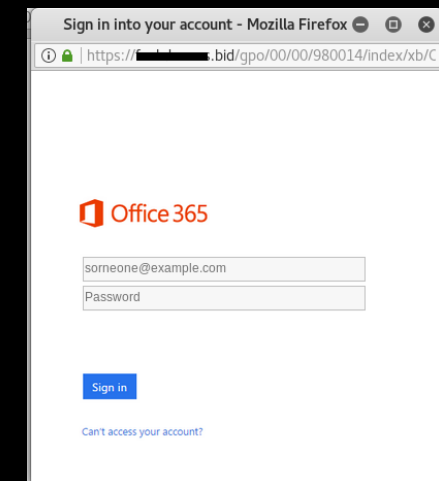 Sign in into your account - Mozilla Firefox
https://.bid/gpo/00/00/980014/index/xb/C
Office 365
sorneone@example.com
Password
Sign in
Can't access your account?